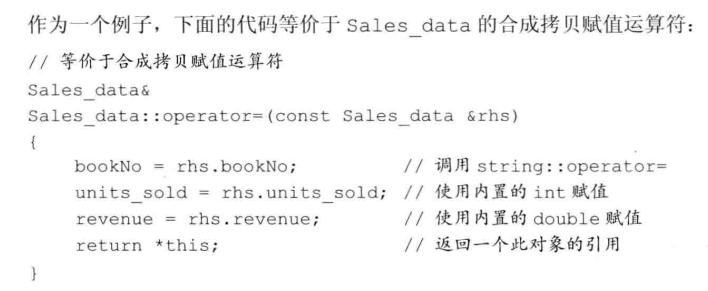 作为一个例子，下面的代码等价于 Sales_data 的合成拷贝赋值运算符：
// 等价于合成拷贝赋值运算符
Sales_data&
Sales_data::operator=(const Sales_data &rhs)
{
    bookNo = rhs.bookNo;          // 调用 string::operator=
    units_sold = rhs.units_sold;  // 使用内置的 int 赋值
    revenue = rhs.revenue;        // 使用内置的 double 赋值
    return *this;                 // 返回一个此对象的引用
}